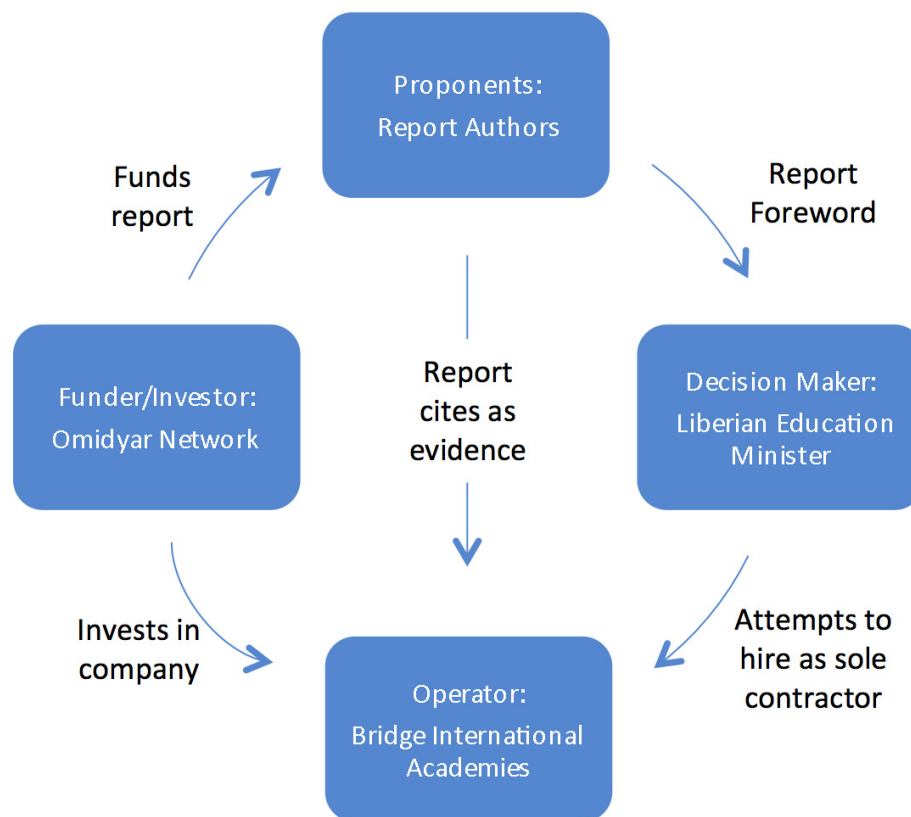 Proponents:
Report Authors
Funds
report
Report
Foreword
Funder/Investor:
Omidyar Network
Report
cites as
evidence
Decision Maker:
Liberian Education
Minister
Invests in
company
Attempts to
hire as sole
contractor
Operator:
Bridge International
Academies